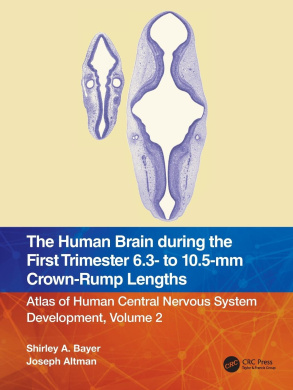 The Human Brain during the
First Trimester 6.3- to 10.5-mm
Crown-Rump Lengths
Atlas of Human Central Nervous System
Development, Volume 2
Shirley A. Bayer
Joseph Altman
CRC
CRC Press
Taylor & Francis Group